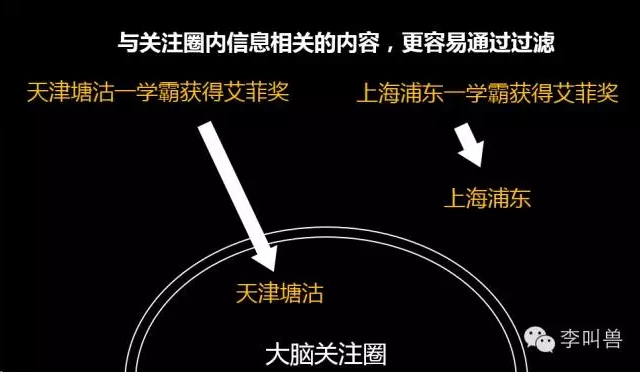 与关注圈内信息相关的内容，更容易通过过滤
天津塘沽一学霸获得艾菲奖
上海浦东一学霸获得艾菲奖
上海浦东
天津塘沽
大脑关注圈
李叫兽